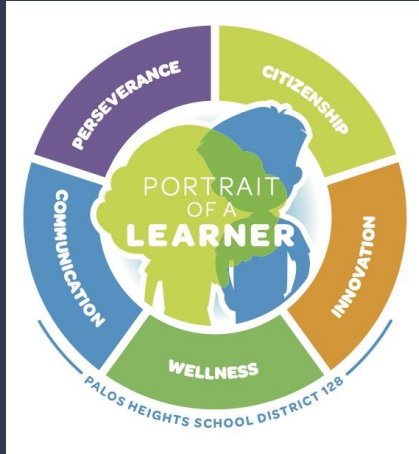 PERSEVERANCE
CITIZENSHIP
COMMUNICATION
PORTRAIT
OF A
LEARNER
INNOVATION
WELLNESS
PALOS HEIGHTS SCHOOL DISTRICT 128